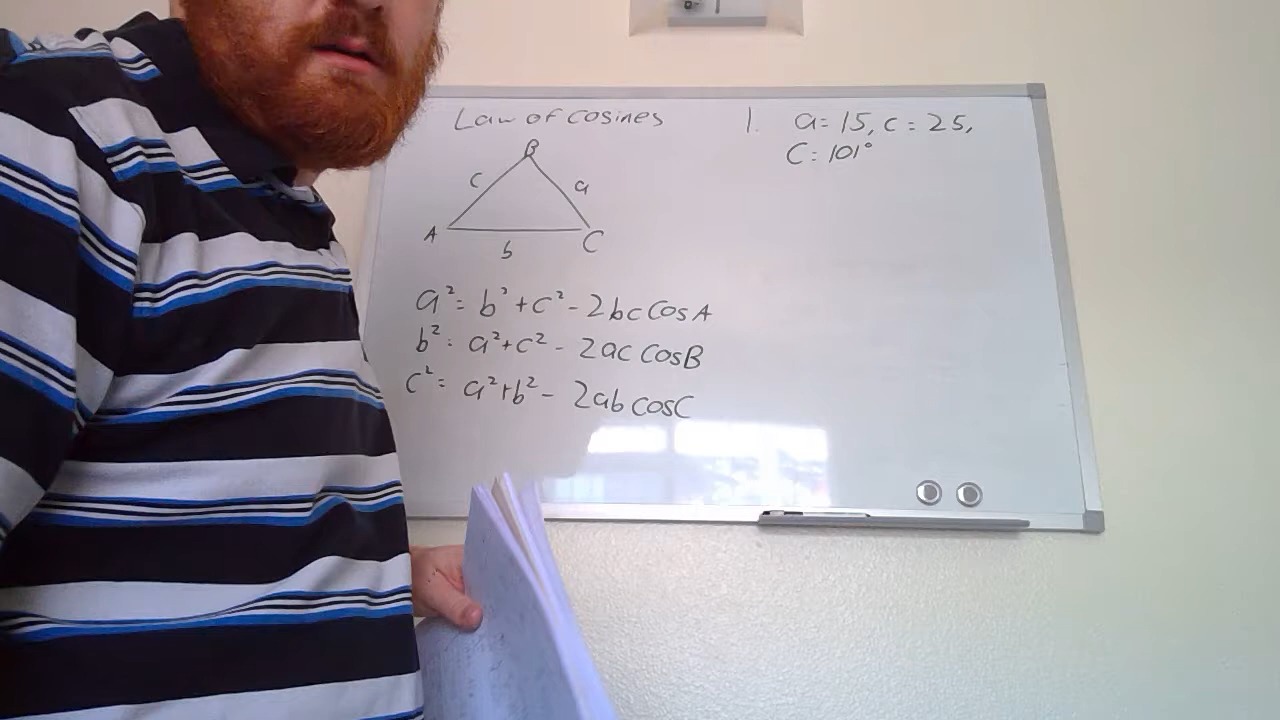 Law of cosines
B
c a
A b C
a² = b² + c² - 2bc cos A
b² = a² + c² - 2ac cos B
c² = a² + b² - 2ab cos C
1. a = 15, c = 25,
C = 101°